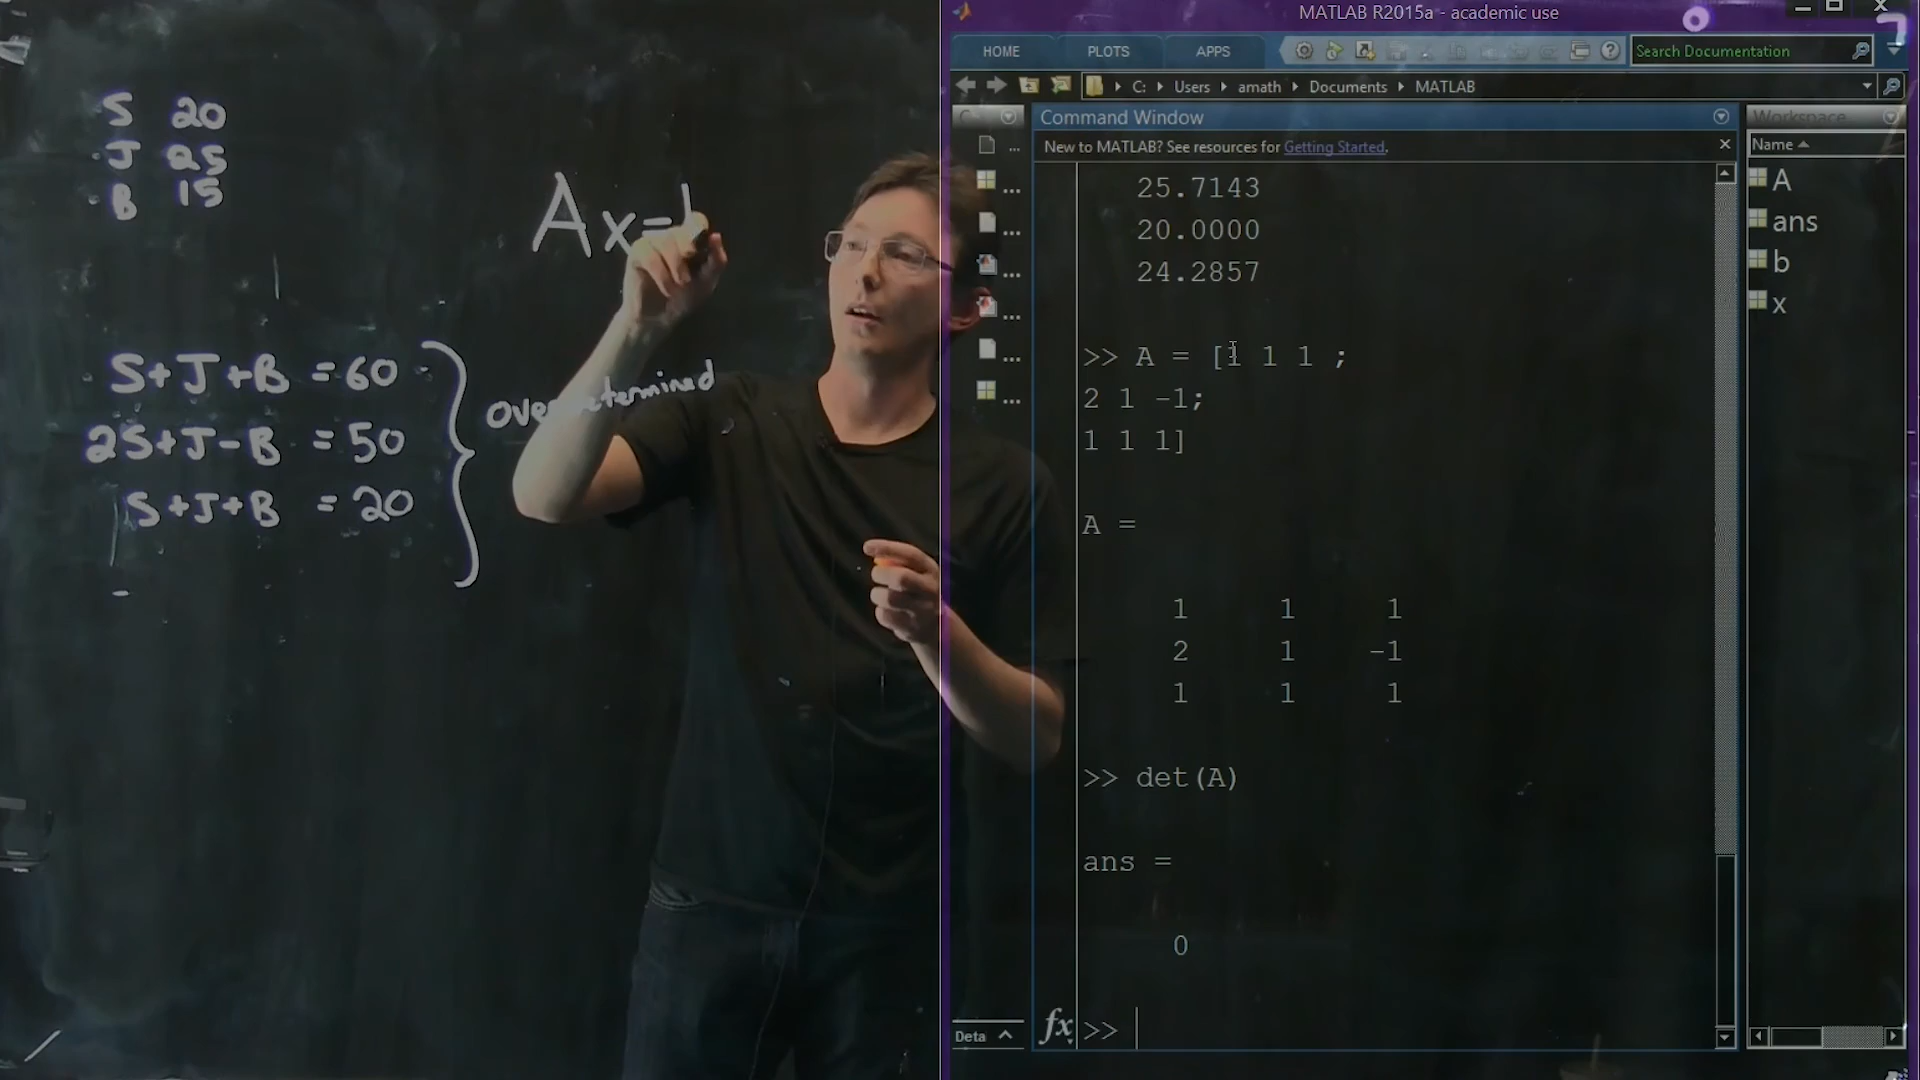 S 20
J 25
B 15
Ax=
S+J+B =60
2S+J-B =50
S+J+B =20
Overdetermined
MATLAB R2015a - academic use
HOME PLOTS APPS
Search Documentation
C: Users amath Documents MATLAB
Command Window
New to MATLAB? See resources for Getting Started.
25.7143
20.0000
24.2857
>> A = [1 1 1 ;
2 1 -1;
1 1 1]
A =
1 1 1
2 1 -1
1 1 1
>> det(A)
ans =
0
fx >>
Deta
Workspace
Name
A
ans
b
x